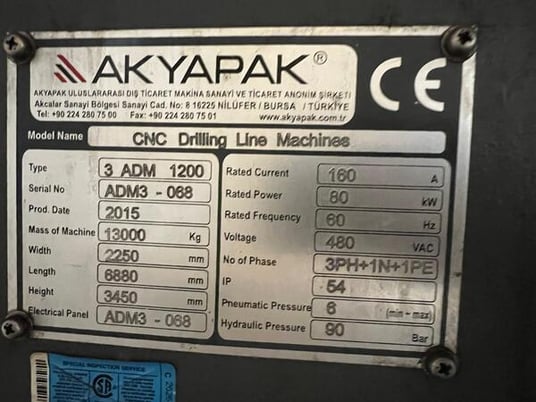 AKYAPAK®
CE
AKYAPAK ULUSLARARASI DIŞ TİCARET MAKİNA SANAYİ VE TİCARET ANONİM ŞİRKETİ
Akcalar Sanayi Bölgesi Sanayi Cad. No: 8 16225 NİLÜFER / BURSA / TÜRKİYE
Tel: +90 224 280 75 00 Fax: +90 224 280 75 01 www.akyapak.com.tr
Model Name CNC Drilling Line Machines
Type 3 ADM 1200
Serial No ADM3 - 068
Prod. Date 2015
Mass of Machine 13000 Kg
Width 2250 mm
Length 6880 mm
Height 3450 mm
Electrical Panel ADM3 - 068
Rated Current 160 A
Rated Power 80 kW
Rated Frequency 60 Hz
Voltage 480 VAC
No of Phase 3PH+1N+1PE
IP 54
Pneumatic Pressure 6 (min - max)
Hydraulic Pressure 90 Bar
SPECIAL INSPECTION SERVICE